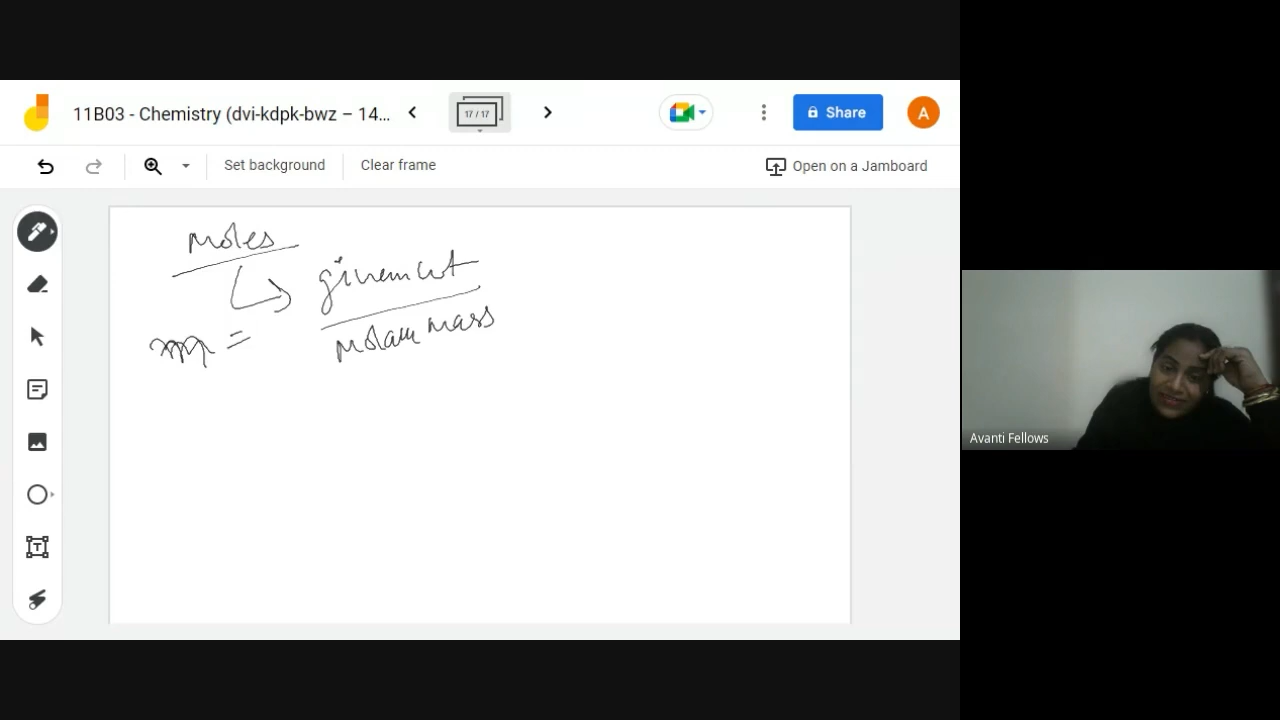 11B03 - Chemistry (dvi-kdpk-bwz – 14...
17 / 17
Share
A
Set background
Clear frame
Open on a Jamboard
moles
given wt
=
molar mass
Avanti Fellows